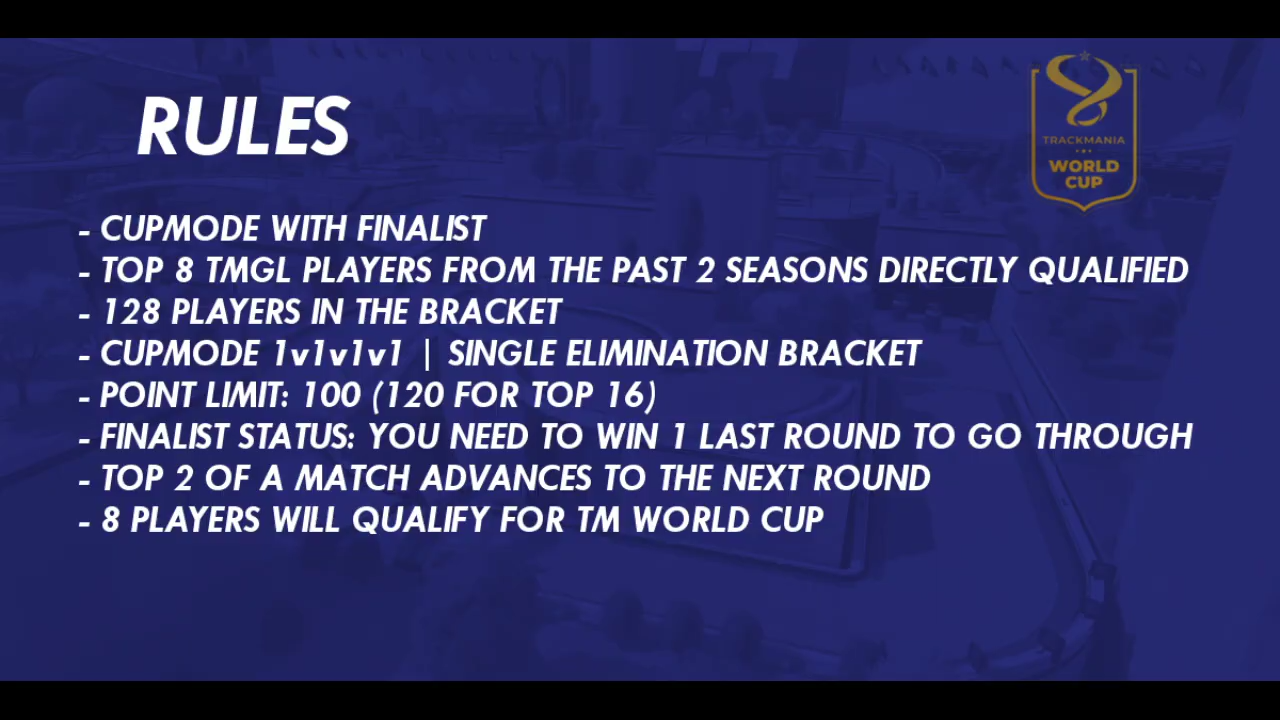 RULES
TRACKMANIA
WORLD
CUP
- CUPMODE WITH FINALIST
- TOP 8 TMGL PLAYERS FROM THE PAST 2 SEASONS DIRECTLY QUALIFIED
- 128 PLAYERS IN THE BRACKET
- CUPMODE 1v1v1v1 | SINGLE ELIMINATION BRACKET
- POINT LIMIT: 100 (120 FOR TOP 16)
- FINALIST STATUS: YOU NEED TO WIN 1 LAST ROUND TO GO THROUGH
- TOP 2 OF A MATCH ADVANCES TO THE NEXT ROUND
- 8 PLAYERS WILL QUALIFY FOR TM WORLD CUP